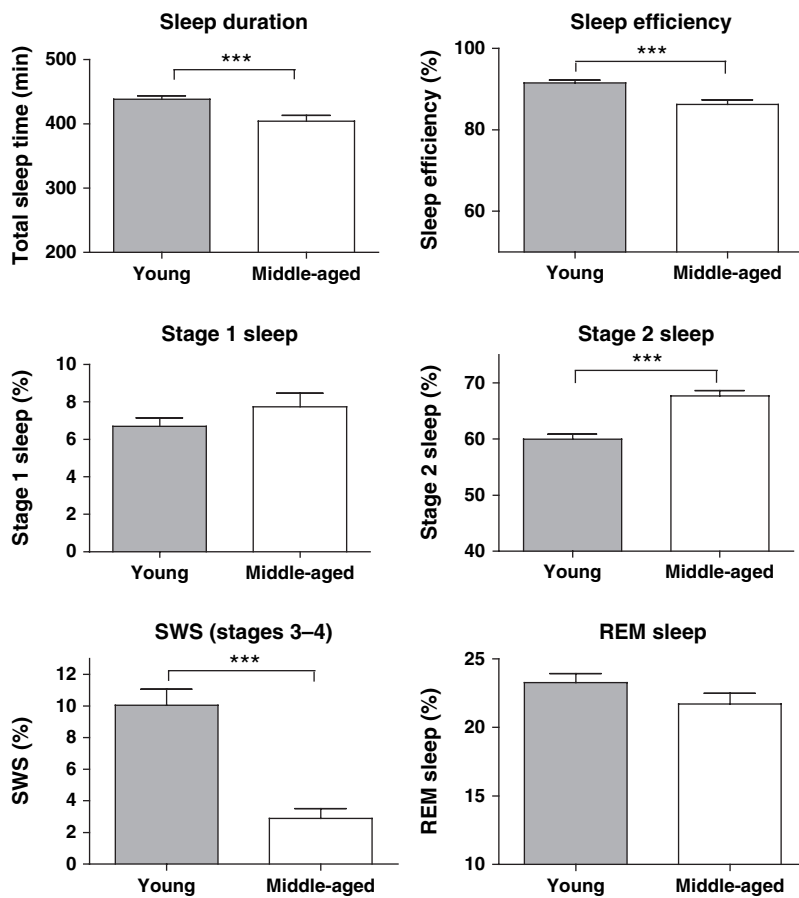 Sleep duration
Total sleep time (min)
500
400
300
200
***
Young
Middle-aged
Sleep efficiency
Sleep efficiency (%)
100
80
60
***
Young
Middle-aged
Stage 1 sleep
Stage 1 sleep (%)
10
8
6
4
2
0
Young
Middle-aged
Stage 2 sleep
Stage 2 sleep (%)
70
60
50
40
***
Young
Middle-aged
SWS (stages 3–4)
SWS (%)
12
10
8
6
4
2
0
***
Young
Middle-aged
REM sleep
REM sleep (%)
25
22
15
10
Young
Middle-aged